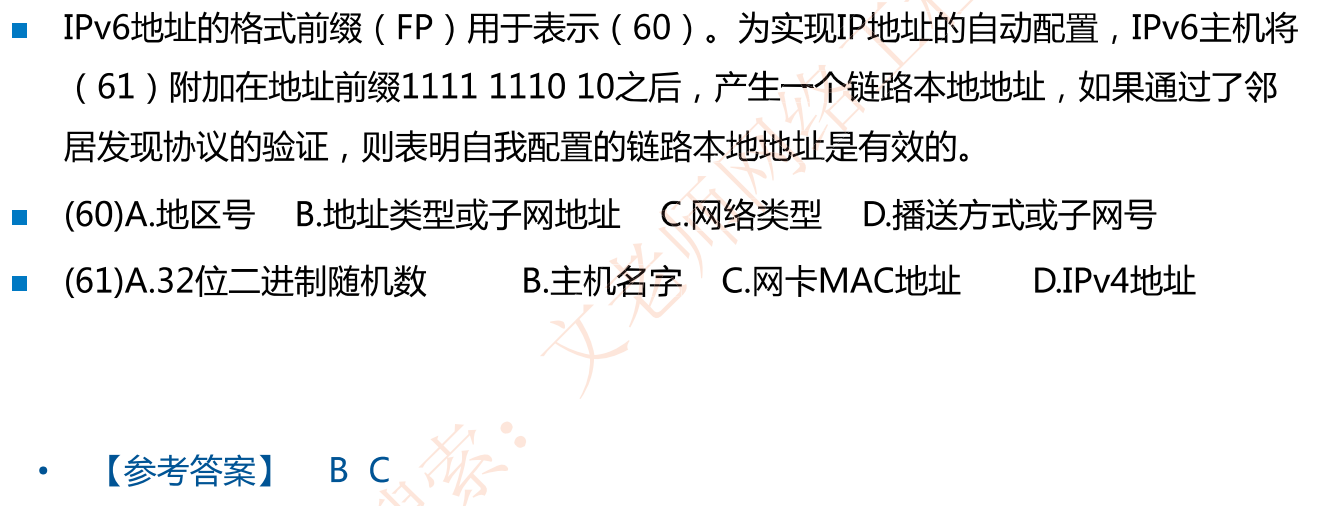 IPv6地址的格式前缀（FP）用于表示（60）。为实现IP地址的自动配置，IPv6主机将
（61）附加在地址前缀1111 1110 10之后，产生一个链路本地地址，如果通过了邻
居发现协议的验证，则表明自我配置的链路本地地址是有效的。
(60)A.地区号 B.地址类型或子网地址 C.网络类型 D.播送方式或子网号
(61)A.32位二进制随机数 B.主机名字 C.网卡MAC地址 D.IPv4地址
•【参考答案】 B C
搜索：文老师网络工程